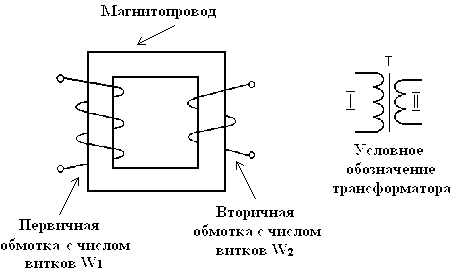 Магнитопровод
T
I
II
Условное
обозначение
трансформатора
Первичная
обмотка с числом
витков W1
Вторичная
обмотка с числом
витков W2